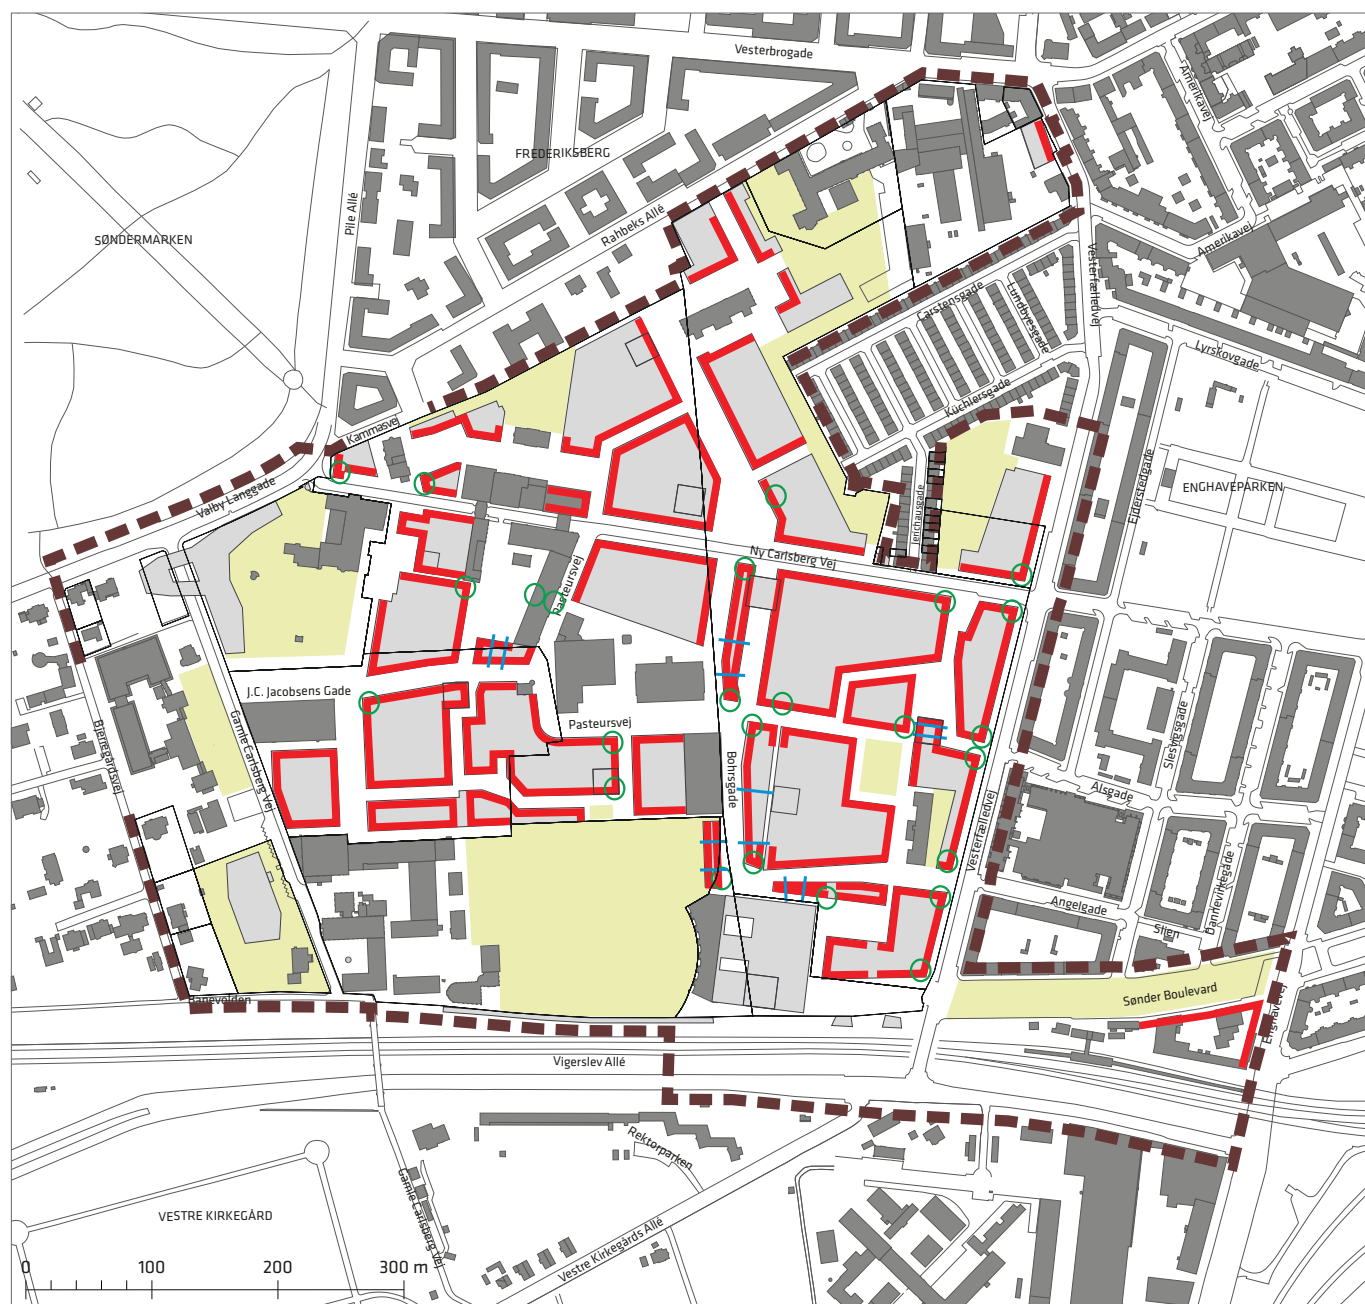 Vesterbrogade
Amerikavej
FREDERIKSBERG
Pile Allé
SØNDERMARKEN
Rahbeks Allé
Amerikavej
Vesterfælledvej
Carstensgade
Lundbyesgade
Lyrskovgade
Küchlersgade
Kammasvej
Valby Langgade
Ejderstedgade
ENGHAVEPARKEN
Jerichausgade
Ny Carlsberg Vej
Pasteursvej
J.C. Jacobsens Gade
Gamle Carlsberg Vej
Bjerregårdsvej
Pasteursvej
Bohrsgade
Slesvigsgade
Alsgade
Vesterfælledvej
Dannevirkegade
Angelgade
Slien
Banevolden
Sønder Boulevard
Enghavevej
Vigerslev Allé
Rektorparken
Gamle Carlsberg Vej
VESTRE KIRKEGÅRD
Vestre Kirkegårds Allé
0 100 200 300 m